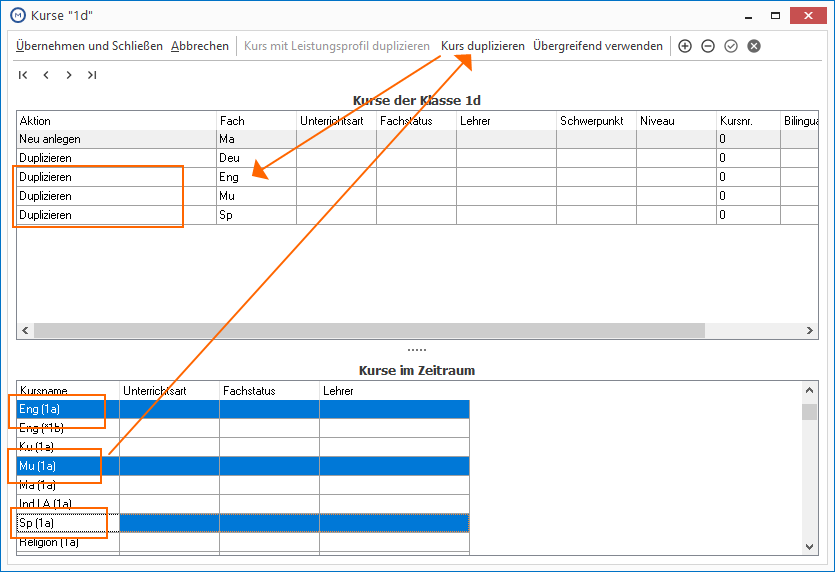 Kurse "1d"
Übernehmen und Schließen Abbrechen Kurs mit Leistungsprofil duplizieren Kurs duplizieren Übergreifend verwenden
Kurse der Klasse 1d
Aktion Fach Unterrichtsart Fachstatus Lehrer Schwerpunkt Niveau Kursnr. Bilingua
Neu anlegen Ma 0
Duplizieren Deu 0
Duplizieren Eng 0
Duplizieren Mu 0
Duplizieren Sp 0
Kurse im Zeitraum
Kursname Unterrichtsart Fachstatus Lehrer
Eng (1a)
Eng (*1b)
Ku (1a)
Mu (1a)
Ma (1a)
Ind LA (1a)
Sp (1a)
Religion (1a)